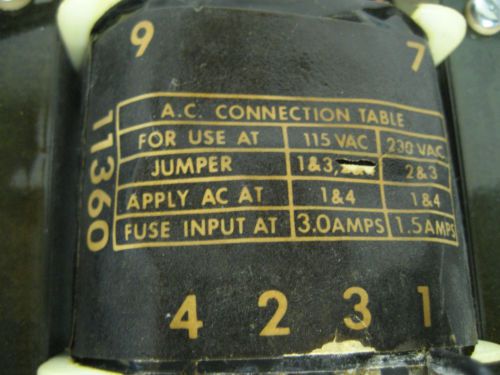 9 7
11360
A.C. CONNECTION TABLE
FOR USE AT 115 VAC 230 VAC
JUMPER 1&3, 2&3
APPLY AC AT 1&4 1&4
FUSE INPUT AT 3.0AMPS 1.5AMPS
4 2 3 1